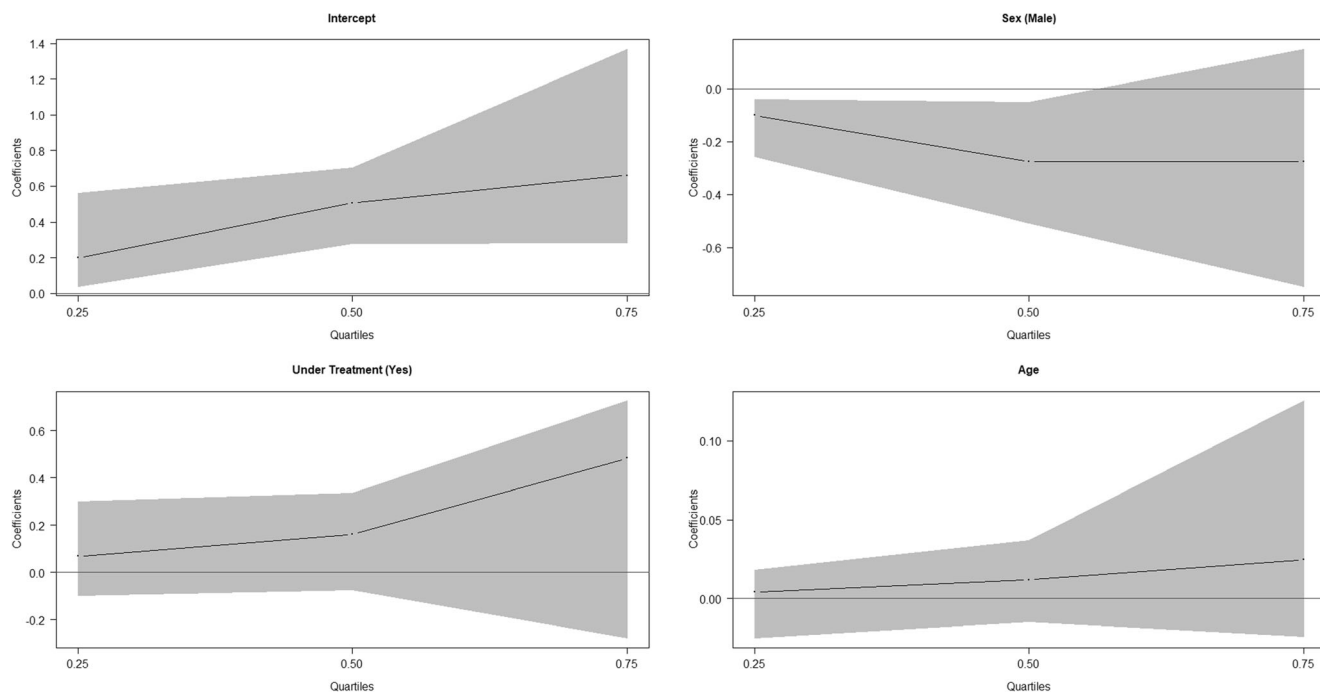 Intercept
1.4
1.2
1.0
0.8
0.6
0.4
0.2
0.0
Coefficients
0.25
0.50
0.75
Quartiles
Sex (Male)
0.0
-0.2
-0.4
-0.6
Coefficients
0.25
0.50
0.75
Quartiles
Under Treatment (Yes)
0.6
0.4
0.2
0.0
-0.2
Coefficients
0.25
0.50
0.75
Quartiles
Age
0.10
0.05
0.00
Coefficients
0.25
0.50
0.75
Quartiles